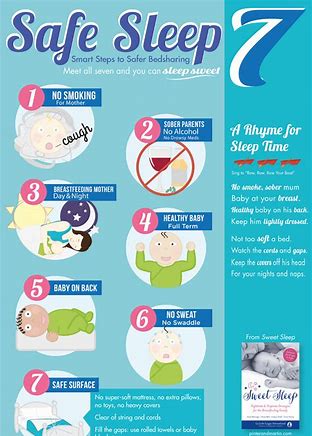 Safe Sleep 7
Smart Steps to Safer Bedsharing
Meet all seven and you can sleep sweet
1 NO SMOKING
For Mother
cough
2 SOBER PARENTS
No Alcohol
No Drowsy Meds
3 BREASTFEEDING MOTHER
Day & Night
4 HEALTHY BABY
Full Term
5 BABY ON BACK
6 NO SWEAT
No Swaddle
7 SAFE SURFACE
No super-soft mattress, no extra pillows,
no toys, no heavy covers
Clear of string and cords
Fill the gaps: use rolled towels or baby
A Rhyme for
Sleep Time
Sing to "Row, Row, Row Your Boat"
No smoke, sober mum
Baby at your breast.
Healthy baby on his back.
Keep him lightly dressed.
Not too soft a bed.
Watch the cords and gaps.
Keep the covers off his head
For your nights and naps.
From Sweet Sleep
Sweet Sleep